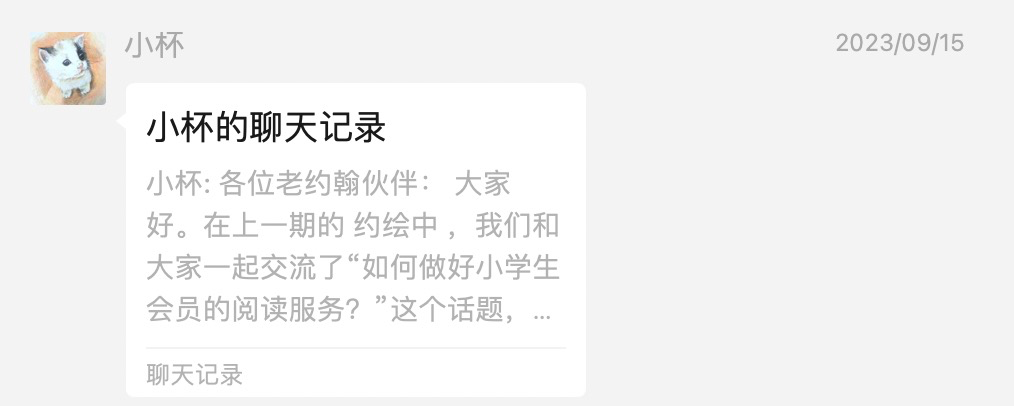 小杯
2023/09/15
小杯的聊天记录
小杯: 各位老约翰伙伴： 大家
好。在上一期的 约绘中 ，我们和
大家一起交流了“如何做好小学生
会员的阅读服务？”这个话题，...
聊天记录